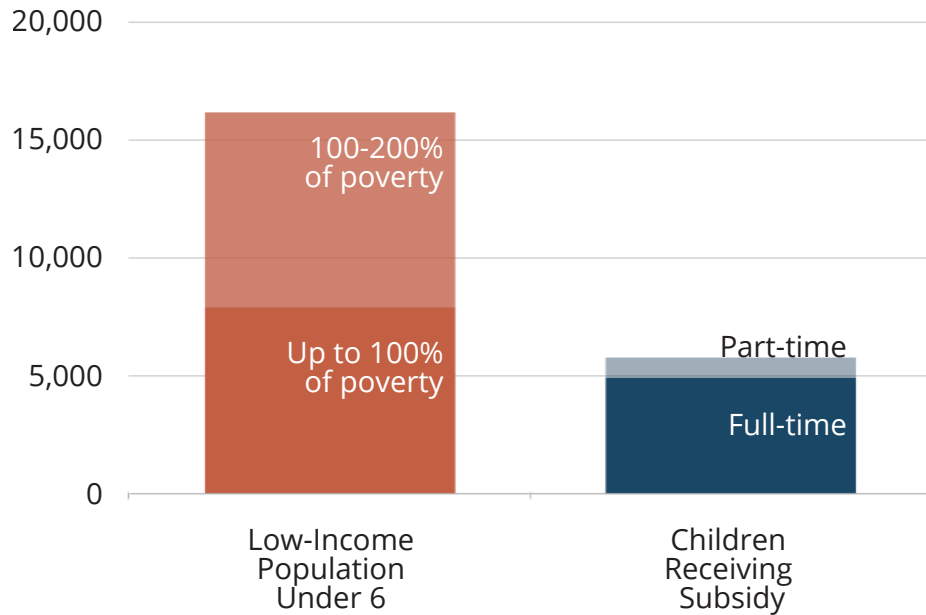 20,000
15,000
10,000
5,000
0
100-200%
of poverty
Up to 100%
of poverty
Part-time
Full-time
Low-Income
Population
Under 6
Children
Receiving
Subsidy